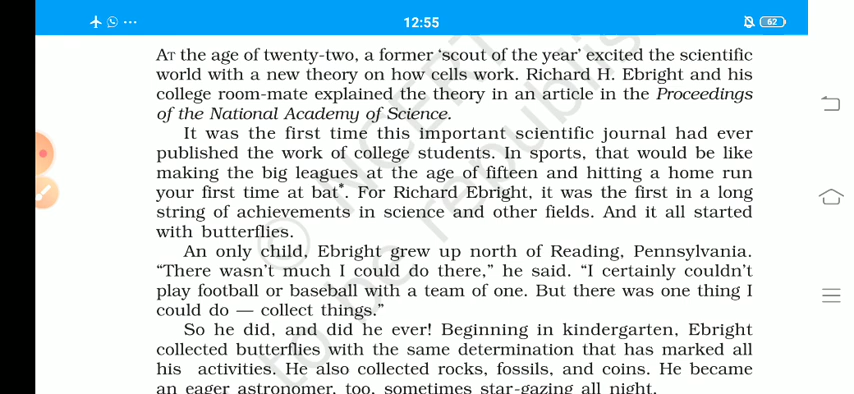 12:55
62
AT the age of twenty-two, a former ‘scout of the year’ excited the scientific
world with a new theory on how cells work. Richard H. Ebright and his
college room-mate explained the theory in an article in the Proceedings
of the National Academy of Science.
It was the first time this important scientific journal had ever
published the work of college students. In sports, that would be like
making the big leagues at the age of fifteen and hitting a home run
your first time at bat*. For Richard Ebright, it was the first in a long
string of achievements in science and other fields. And it all started
with butterflies.
An only child, Ebright grew up north of Reading, Pennsylvania.
“There wasn’t much I could do there,” he said. “I certainly couldn’t
play football or baseball with a team of one. But there was one thing I
could do — collect things.”
So he did, and did he ever! Beginning in kindergarten, Ebright
collected butterflies with the same determination that has marked all
his activities. He also collected rocks, fossils, and coins. He became
an eager astronomer, too, sometimes star-gazing all night.
© NCERT
to be republis